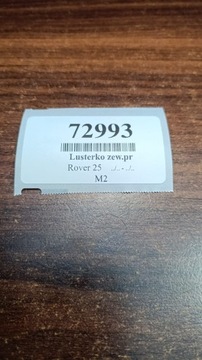 72993
Lusterko zew.pr
Rover 25 ./. - ./.
M2